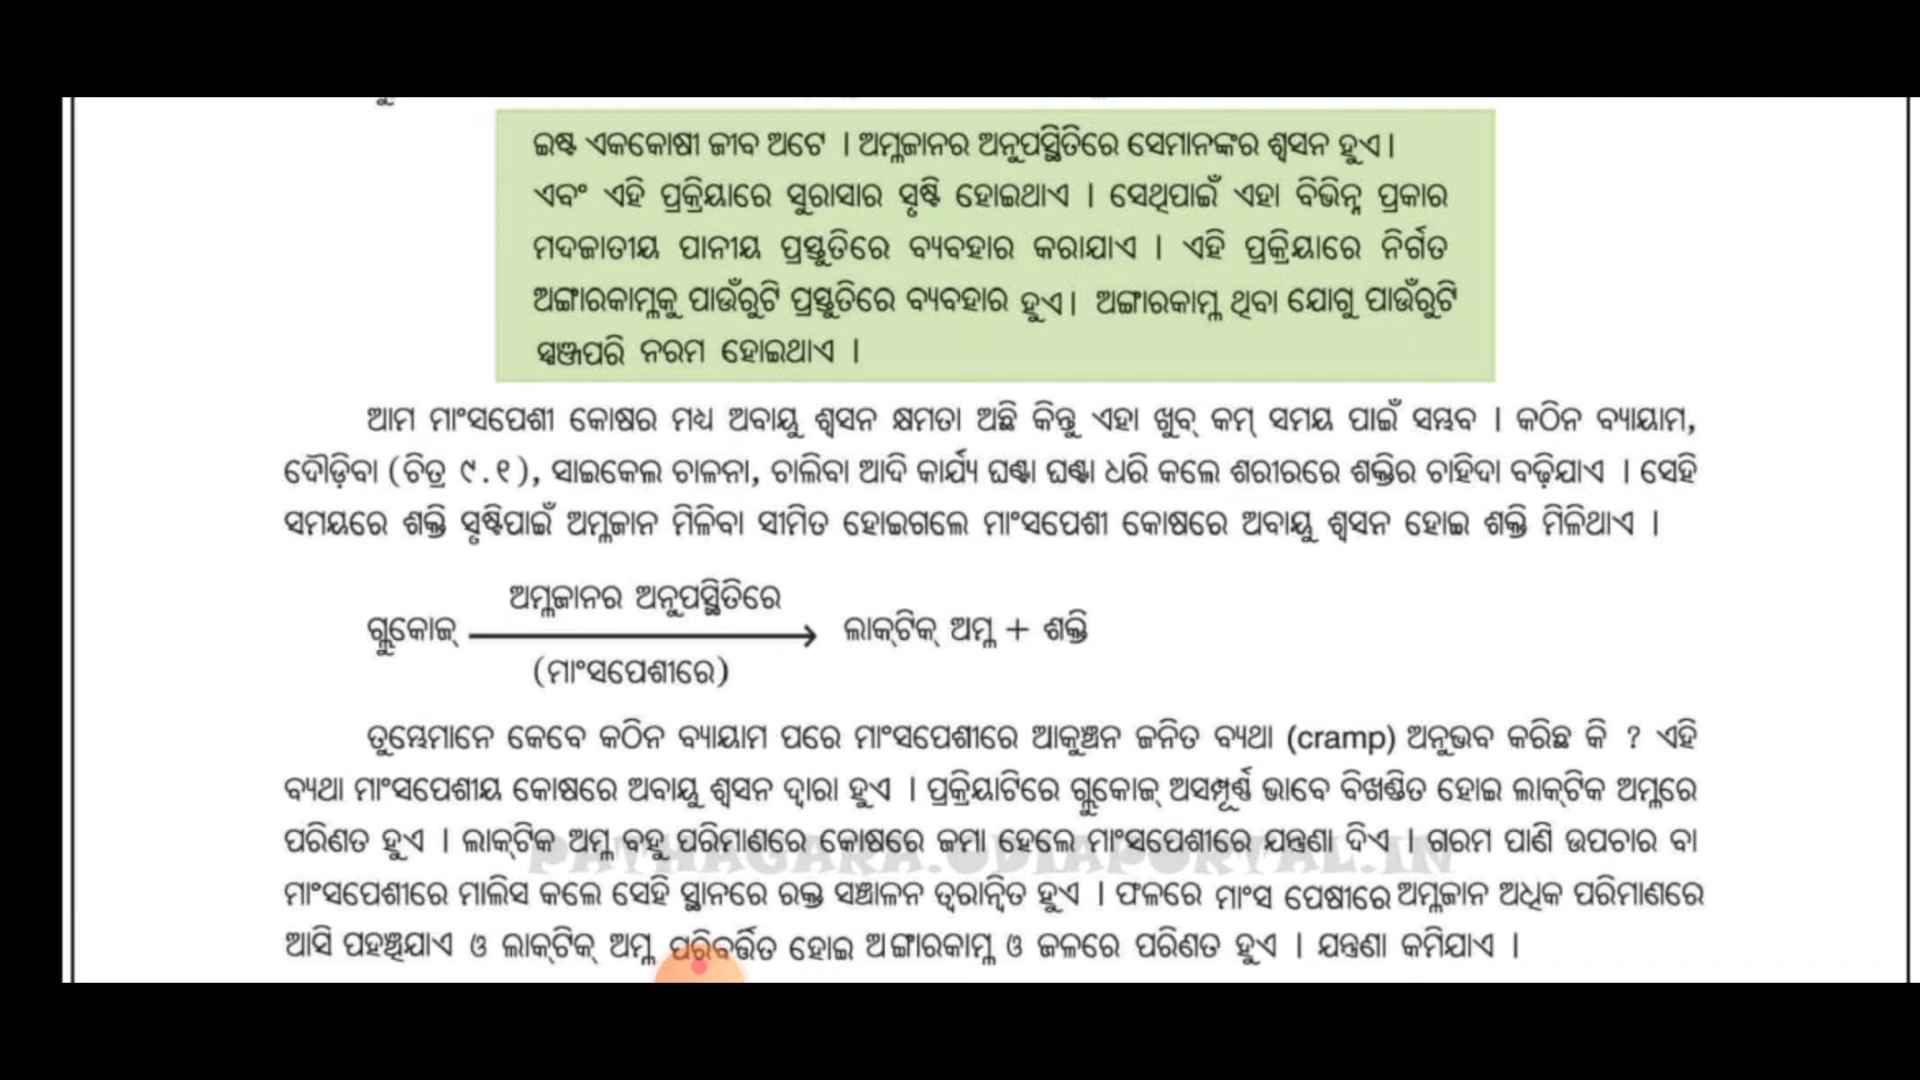 ଇଷ୍ଟ ଏକକୋଷୀ ଜୀବ ଅଟେ । ଅମ୍ଳଜାନର ଅନୁପସ୍ଥିତିରେ ସେମାନଙ୍କର ଶ୍ୱସନ ହୁଏ ।
ଏବଂ ଏହି ପ୍ରକ୍ରିୟାରେ ସୁରାସାର ସୃଷ୍ଟି ହୋଇଥାଏ । ସେଥିପାଇଁ ଏହା ବିଭିନ୍ନ ପ୍ରକାର
ମଦଜାତୀୟ ପାନୀୟ ପ୍ରସ୍ତୁତିରେ ବ୍ୟବହାର କରାଯାଏ । ଏହି ପ୍ରକ୍ରିୟାରେ ନିର୍ଗତ
ଅଙ୍ଗାରକାମ୍ଳକୁ ପାଉଁରୁଟି ପ୍ରସ୍ତୁତିରେ ବ୍ୟବହାର ହୁଏ । ଅଙ୍ଗାରକାମ୍ଳ ଥିବା ଯୋଗୁ ପାଉଁରୁଟି
ସ୍ପଞ୍ଜପରି ନରମ ହୋଇଥାଏ ।
ଆମ ମାଂସପେଶୀ କୋଷର ମଧ୍ୟ ଅବାୟୁ ଶ୍ୱସନ କ୍ଷମତା ଅଛି କିନ୍ତୁ ଏହା ଖୁବ୍ କମ୍ ସମୟ ପାଇଁ ସମ୍ଭବ । କଠିନ ବ୍ୟାୟାମ,
ଦୌଡ଼ିବା (ଚିତ୍ର ୯.୧), ସାଇକେଲ ଚାଳନା, ଚାଲିବା ଆଦି କାର୍ଯ୍ୟ ଘଣ୍ଟା ଘଣ୍ଟା ଧରି କଲେ ଶରୀରରେ ଶକ୍ତିର ଚାହିଦା ବଢ଼ିଯାଏ । ସେହି
ସମୟରେ ଶକ୍ତି ସୃଷ୍ଟିପାଇଁ ଅମ୍ଳଜାନ ମିଳିବା ସୀମିତ ହୋଇଗଲେ ମାଂସପେଶୀ କୋଷରେ ଅବାୟୁ ଶ୍ୱସନ ହୋଇ ଶକ୍ତି ମିଳିଥାଏ ।
ଅମ୍ଳଜାନର ଅନୁପସ୍ଥିତିରେ
ଗ୍ଲୁକୋଜ୍ ⟶ ଲାକ୍‌ଟିକ୍ ଅମ୍ଳ + ଶକ୍ତି
(ମାଂସପେଶୀରେ)
ତୁମ୍ଭେମାନେ କେବେ କଠିନ ବ୍ୟାୟାମ ପରେ ମାଂସପେଶୀରେ ଆକୁଞ୍ଚନ ଜନିତ ବ୍ୟଥା (cramp) ଅନୁଭବ କରିଛ କି ? ଏହି
ବ୍ୟଥା ମାଂସପେଶୀୟ କୋଷରେ ଅବାୟୁ ଶ୍ୱସନ ଦ୍ୱାରା ହୁଏ । ପ୍ରକ୍ରିୟାଟିରେ ଗ୍ଲୁକୋଜ୍ ଅସମ୍ପୂର୍ଣ୍ଣ ଭାବେ ବିଖଣ୍ଡିତ ହୋଇ ଲାକ୍‌ଟିକ ଅମ୍ଳରେ
ପରିଣତ ହୁଏ । ଲାକ୍‌ଟିକ ଅମ୍ଳ ବହୁ ପରିମାଣରେ କୋଷରେ ଜମା ହେଲେ ମାଂସପେଶୀରେ ଯନ୍ତ୍ରଣା ଦିଏ । ଗରମ ପାଣି ଉପଚାର ବା
PATHAGARA.ODIAPORTAL.IN
ମାଂସପେଶୀରେ ମାଲିସ କଲେ ସେହି ସ୍ଥାନରେ ରକ୍ତ ସଞ୍ଚାଳନ ତ୍ୱରାନ୍ୱିତ ହୁଏ । ଫଳରେ ମାଂସ ପେଷୀରେ ଅମ୍ଳଜାନ ଅଧିକ ପରିମାଣରେ
ଆସି ପହଞ୍ଚିଯାଏ ଓ ଲାକ୍‌ଟିକ୍ ଅମ୍ଳ ପରିବର୍ତ୍ତିତ ହୋଇ ଅଙ୍ଗାରକାମ୍ଳ ଓ ଜଳରେ ପରିଣତ ହୁଏ । ଯନ୍ତ୍ରଣା କମିଯାଏ ।